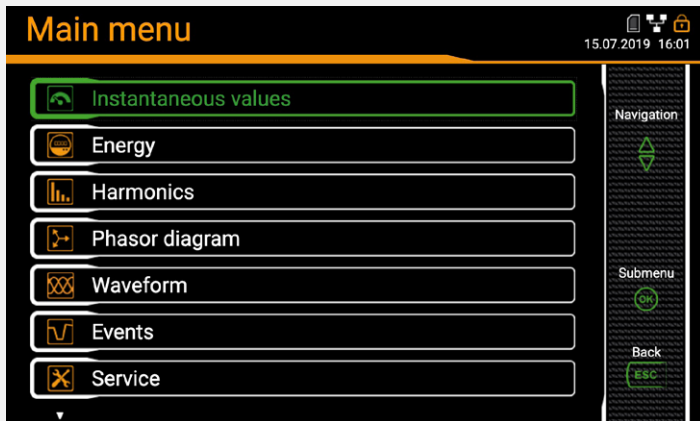 Main menu
15.07.2019 16:01
Instantaneous values
Energy
Harmonics
Phasor diagram
Waveform
Events
Service
Navigation
Submenu
OK
Back
ESC